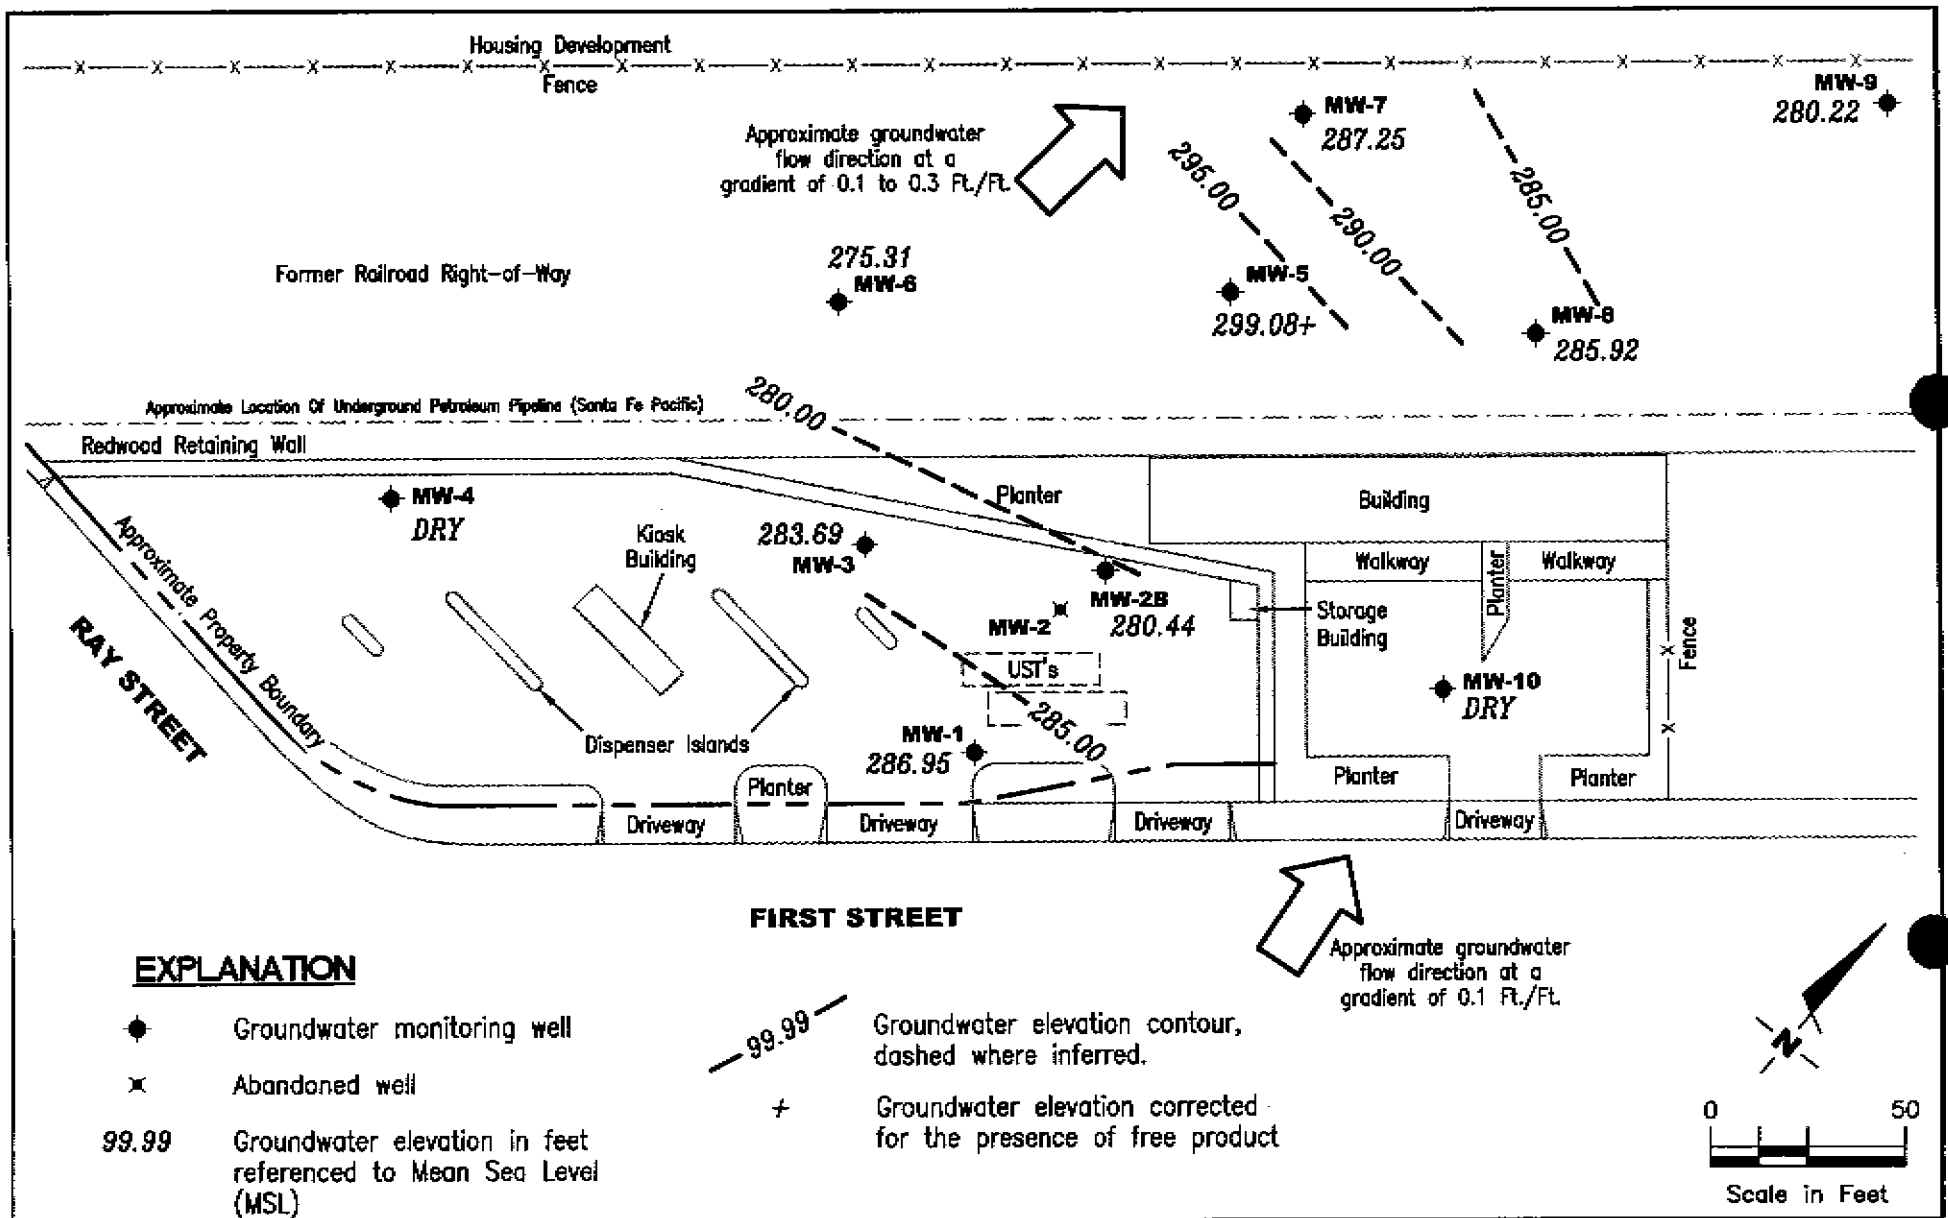 Housing Development
Fence
MW-9
280.22
MW-7
287.25
Approximate groundwater
flow direction at a
gradient of 0.1 to 0.3 Ft./Ft.
295.00
290.00
285.00
275.31
MW-6
Former Railroad Right-of-Way
MW-5
299.08+
MW-8
285.92
280.00
Approximate Location Of Underground Petroleum Pipeline (Santa Fe Pacific)
Redwood Retaining Wall
MW-4
DRY
283.69
MW-3
Kiosk
Building
Planter
Building
Walkway
Planter
Walkway
MW-2B
280.44
MW-2
Storage
Building
Fence
UST's
MW-10
DRY
Approximate Property Boundary
RAY STREET
285.00
MW-1
286.95
Dispenser Islands
Planter
Planter
Planter
Driveway
Driveway
Driveway
Driveway
FIRST STREET
Approximate groundwater
flow direction at a
gradient of 0.1 Ft./Ft.
EXPLANATION
Groundwater monitoring well
Abandoned well
99.99 Groundwater elevation in feet
referenced to Mean Sea Level
(MSL)
99.99 Groundwater elevation contour,
dashed where inferred.
+ Groundwater elevation corrected
for the presence of free product
N
0 50
Scale in Feet